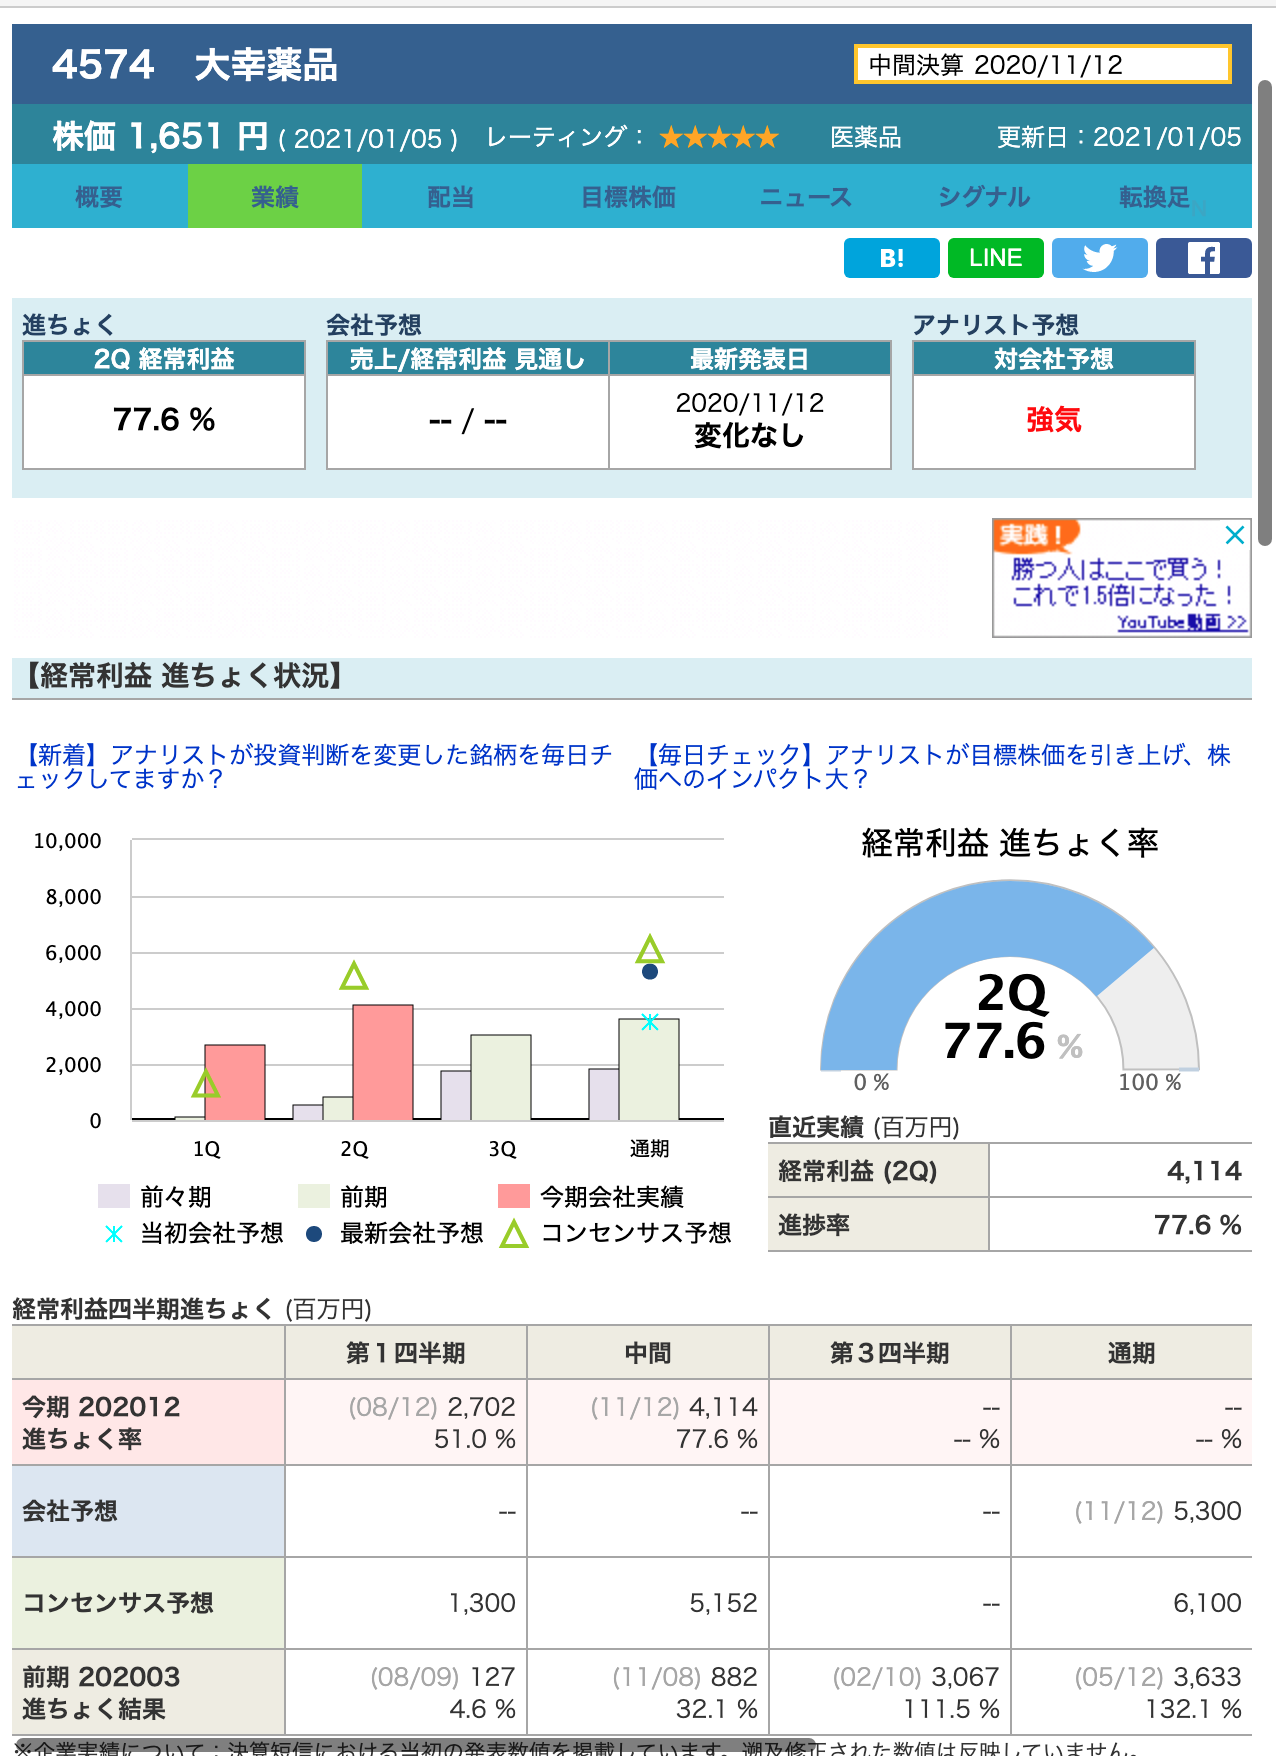 4574 大幸薬品
中間決算 2020/11/12
株価 1,651 円 ( 2021/01/05 ) レーティング： ★★★★★ 医薬品 更新日：2021/01/05
概要 業績 配当 目標株価 ニュース シグナル 転換足
B! LINE
進ちょく 会社予想 アナリスト予想
2Q 経常利益 売上/経常利益 見通し 最新発表日 対会社予想
77.6 % -- / -- 2020/11/12 強気
変化なし
実践！
勝つ人はここで買う！
これで1.5倍になった！
YouTube動画 >>
【経常利益 進ちょく状況】
【新着】アナリストが投資判断を変更した銘柄を毎日チ
ェックしてますか？
【毎日チェック】アナリストが目標株価を引き上げ、株
価へのインパクト大？
10,000
8,000
6,000
4,000
2,000
0
1Q 2Q 3Q 通期
前々期 前期 今期会社実績
当初会社予想 最新会社予想 コンセンサス予想
経常利益 進ちょく率
2Q
77.6 %
0 % 100 %
直近実績 (百万円)
経常利益 (2Q) 4,114
進捗率 77.6 %
経常利益四半期進ちょく (百万円)
第１四半期 中間 第３四半期 通期
今期 202012 (08/12) 2,702 (11/12) 4,114 -- --
進ちょく率 51.0 % 77.6 % -- % -- %
会社予想 -- -- -- (11/12) 5,300
コンセンサス予想 1,300 5,152 -- 6,100
前期 202003 (08/09) 127 (11/08) 882 (02/10) 3,067 (05/12) 3,633
進ちょく結果 4.6 % 32.1 % 111.5 % 132.1 %
※企業実績について：決算短信における当初の発表数値を掲載しています。遡及修正された数値は反映していません。